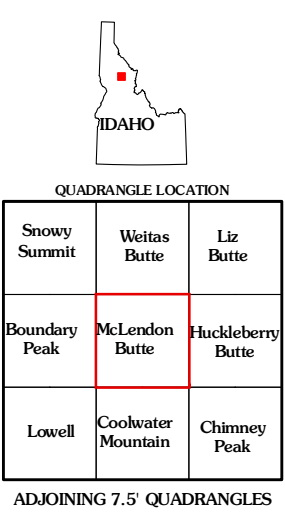 IDAHO
QUADRANGLE LOCATION
Snowy
Summit
Weitas
Butte
Liz
Butte
Boundary
Peak
McLendon
Butte
Huckleberry
Butte
Lowell
Coolwater
Mountain
Chimney
Peak
ADJOINING 7.5' QUADRANGLES